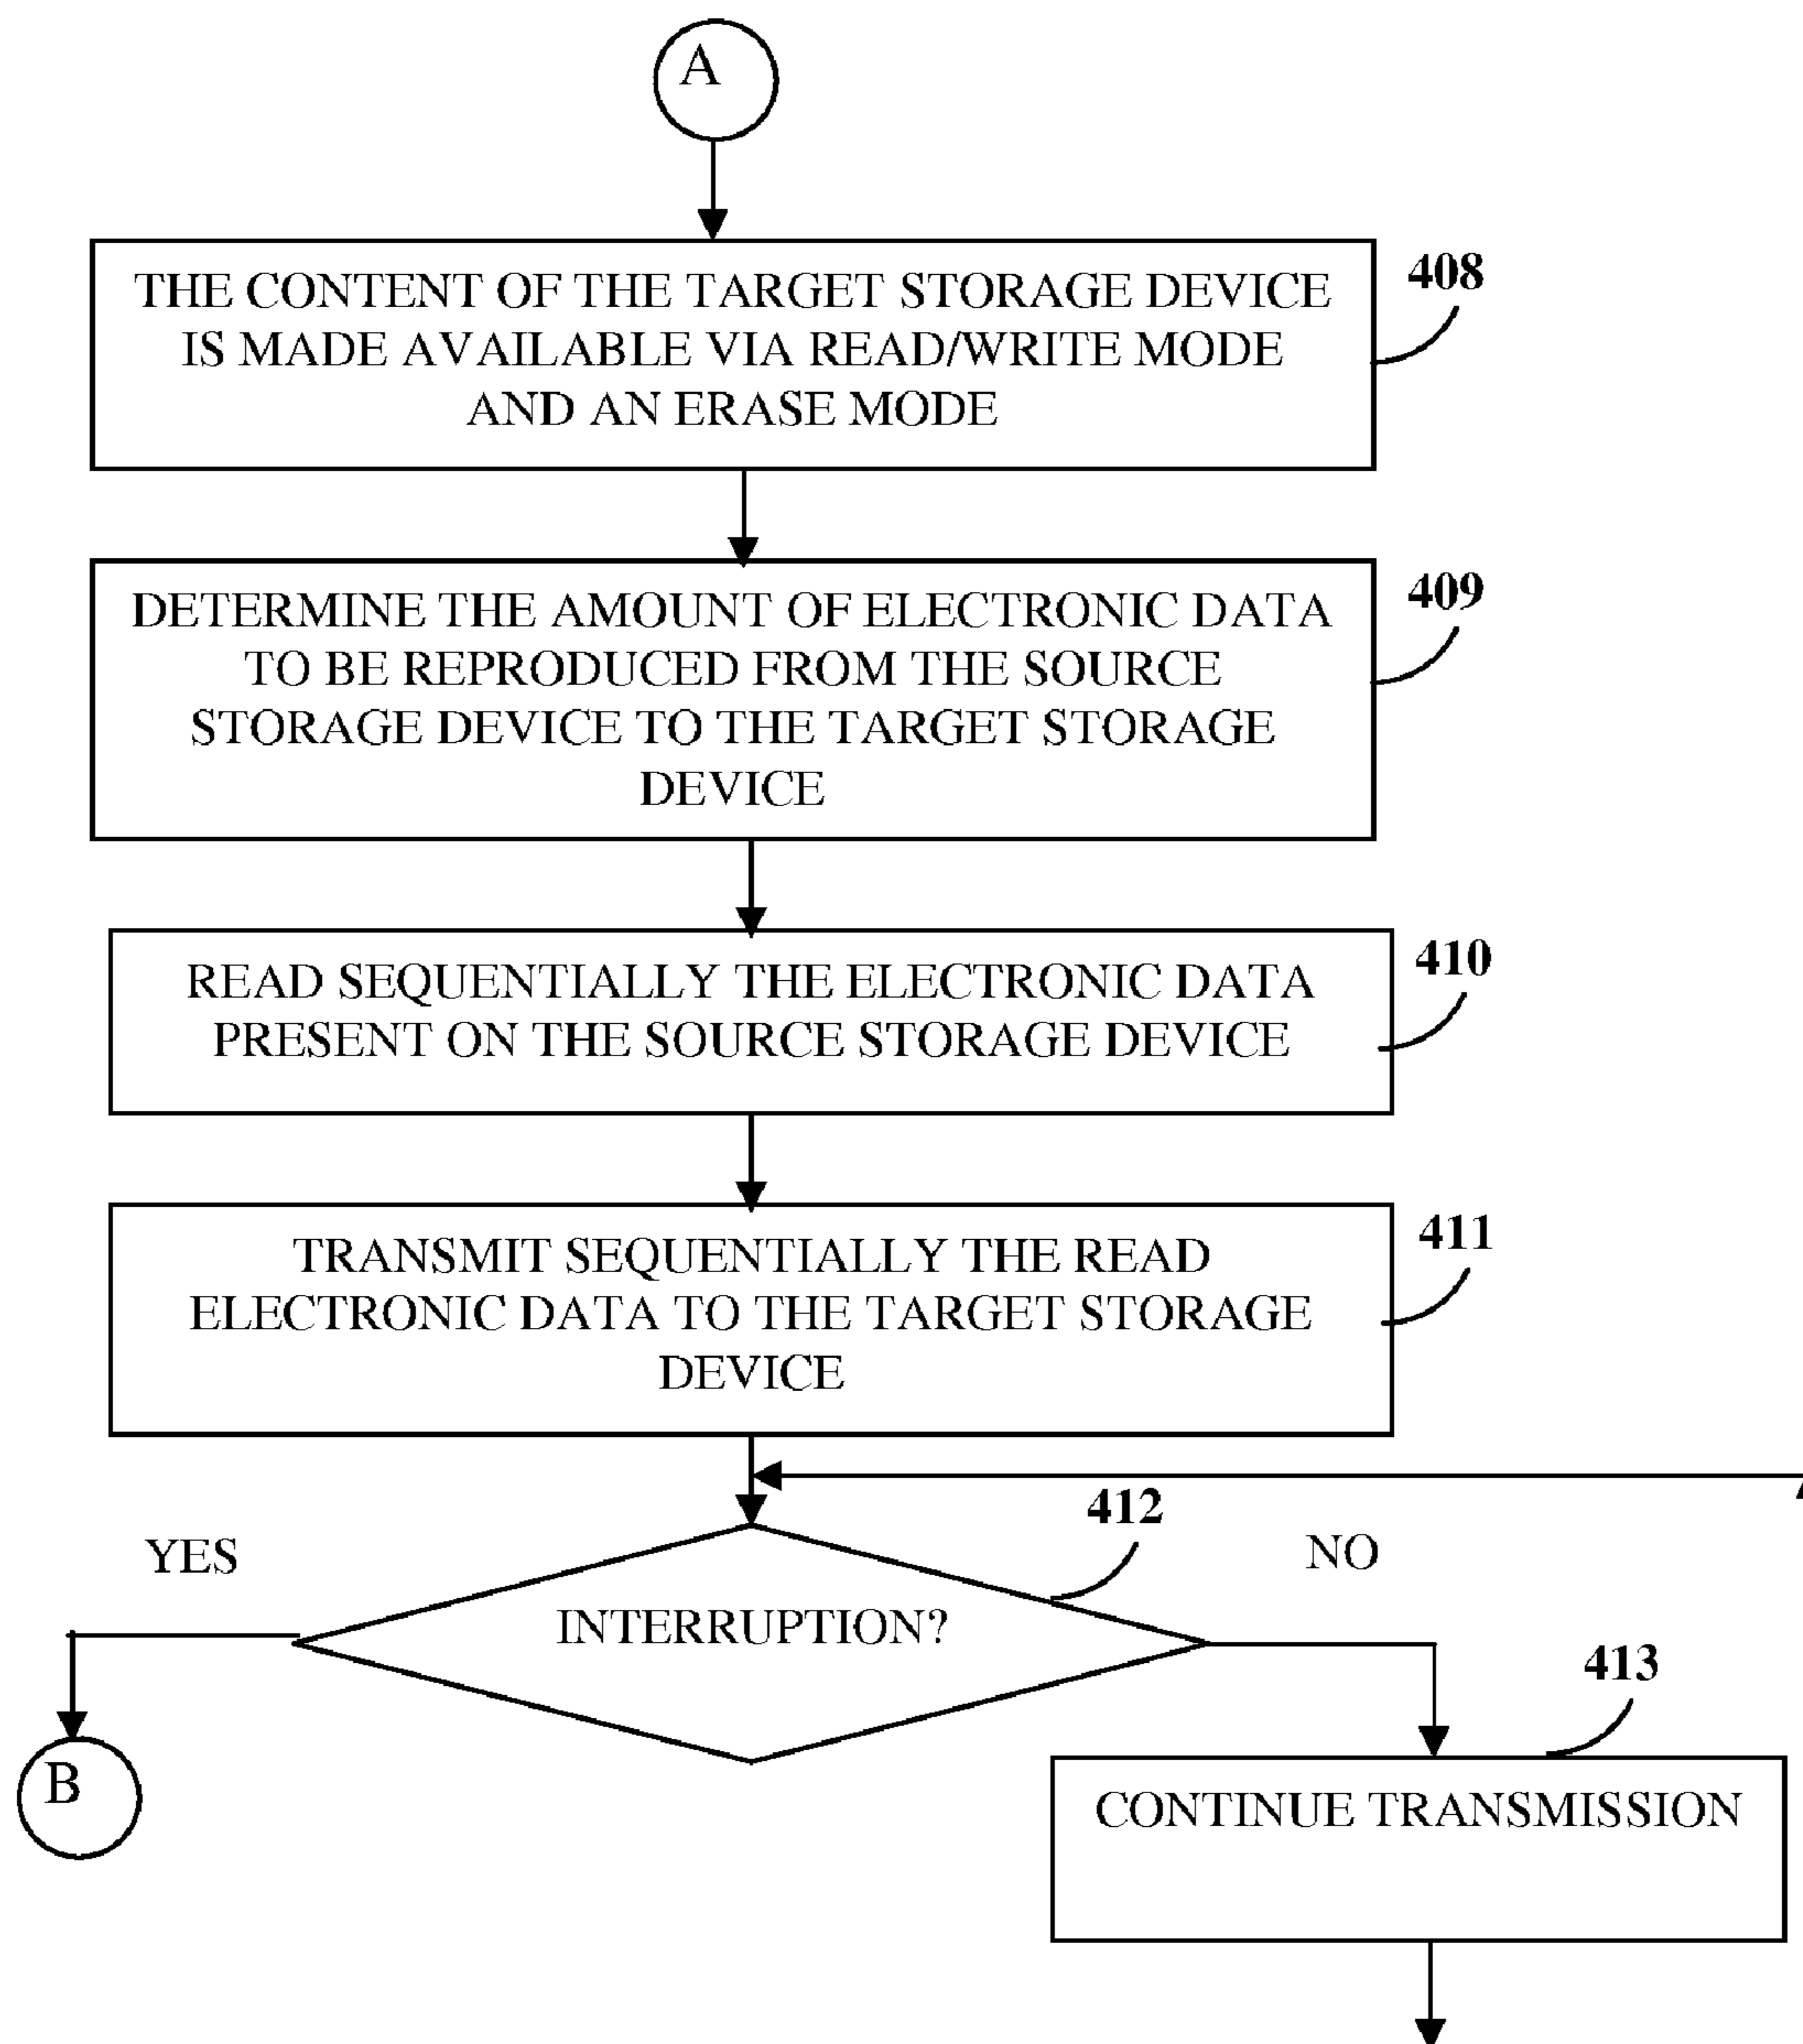 A
THE CONTENT OF THE TARGET STORAGE DEVICE
IS MADE AVAILABLE VIA READ/WRITE MODE
AND AN ERASE MODE
408
DETERMINE THE AMOUNT OF ELECTRONIC DATA
TO BE REPRODUCED FROM THE SOURCE
STORAGE DEVICE TO THE TARGET STORAGE
DEVICE
409
READ SEQUENTIALLY THE ELECTRONIC DATA
PRESENT ON THE SOURCE STORAGE DEVICE
410
TRANSMIT SEQUENTIALLY THE READ
ELECTRONIC DATA TO THE TARGET STORAGE
DEVICE
411
412
YES
NO
INTERRUPTION?
413
B
CONTINUE TRANSMISSION